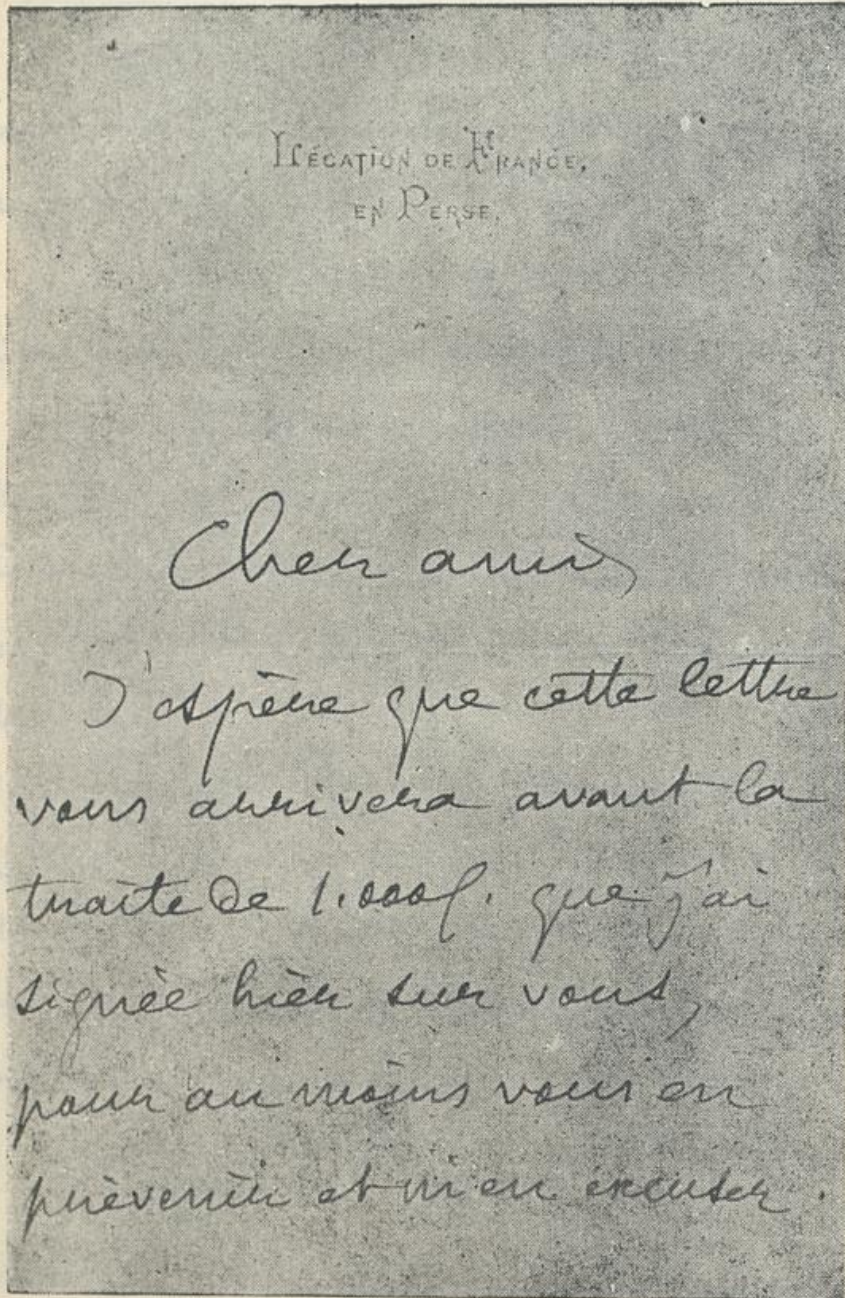 LÉGATION DE FRANCE,
EN PERSE.
Cher ami,
J'espère que cette lettre
vous arrivera avant la
traite de 1.000 f. que j'ai
signée hier sur vous,
pour au moins vous en
prévenir et m'en excuser.